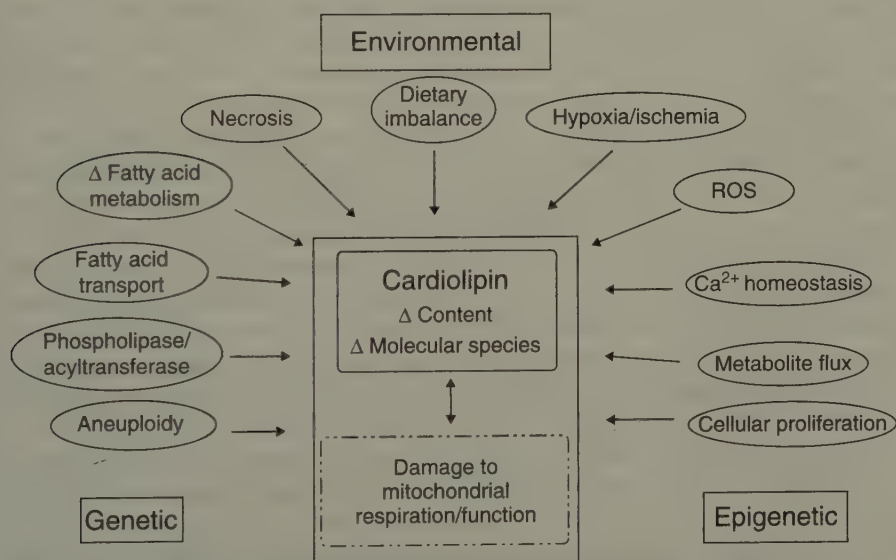 Environmental
Necrosis
Dietary
imbalance
Hypoxia/ischemia
Δ Fatty acid
metabolism
ROS
Fatty acid
transport
Cardiolipin
Δ Content
Δ Molecular species
Ca²⁺ homeostasis
Phospholipase/
acyltransferase
Metabolite flux
Aneuploidy
Cellular proliferation
Damage to
mitochondrial
respiration/function
Genetic
Epigenetic